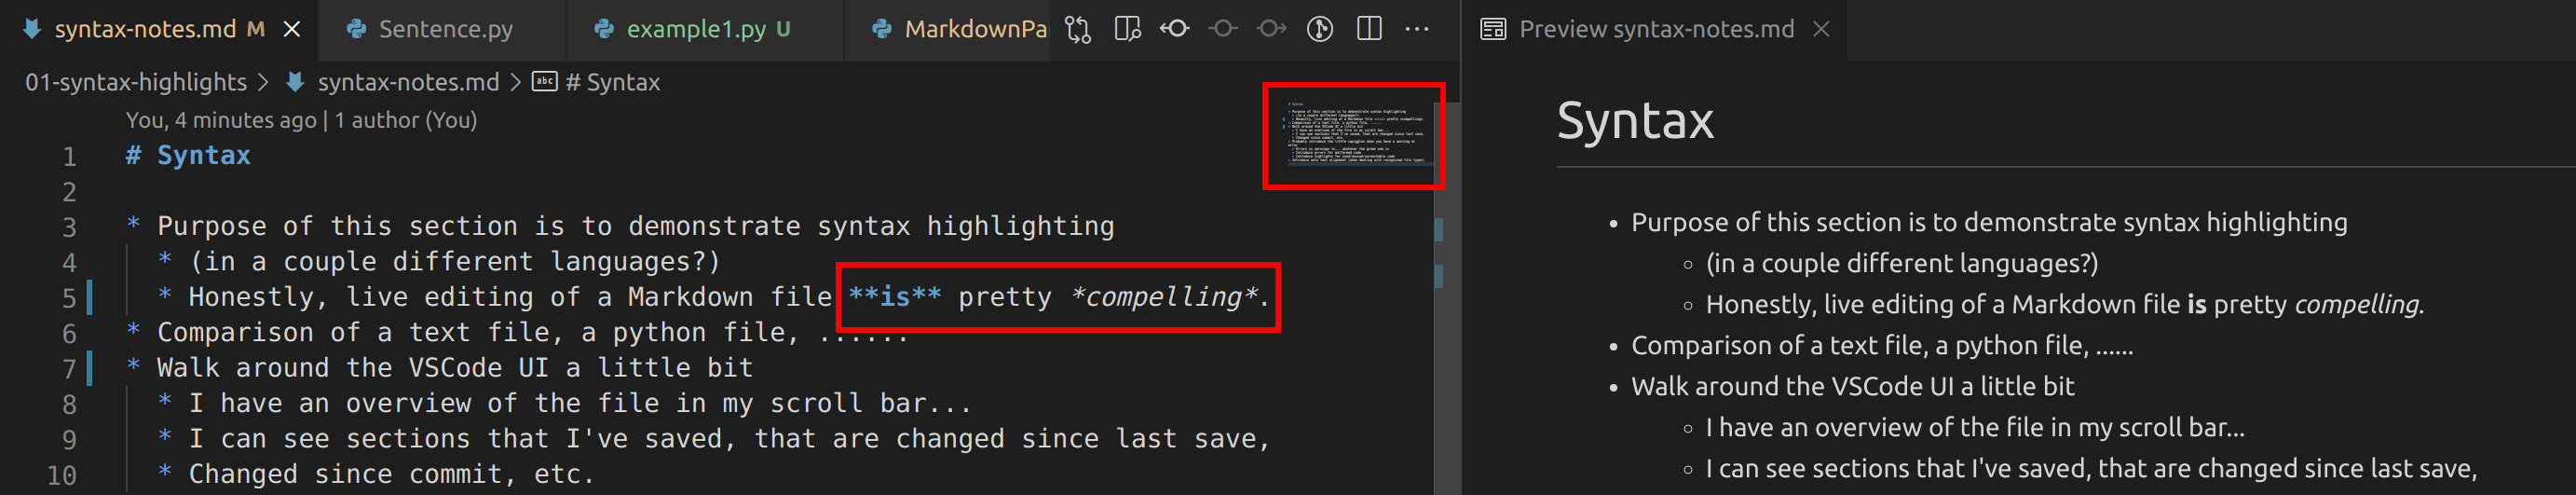 syntax-notes.md M
Sentence.py
example1.py U
MarkdownPa
Preview syntax-notes.md
01-syntax-highlights > syntax-notes.md > abc # Syntax
You, 4 minutes ago | 1 author (You)
1 # Syntax
2
3 * Purpose of this section is to demonstrate syntax highlighting
4 * (in a couple different languages?)
5 * Honestly, live editing of a Markdown file **is** pretty *compelling*.
6 * Comparison of a text file, a python file, ......
7 * Walk around the VSCode UI a little bit
8 * I have an overview of the file in my scroll bar...
9 * I can see sections that I've saved, that are changed since last save,
10 * Changed since commit, etc.
Syntax
• Purpose of this section is to demonstrate syntax highlighting
◦ (in a couple different languages?)
◦ Honestly, live editing of a Markdown file is pretty compelling.
• Comparison of a text file, a python file, ......
• Walk around the VSCode UI a little bit
◦ I have an overview of the file in my scroll bar...
◦ I can see sections that I've saved, that are changed since last save,